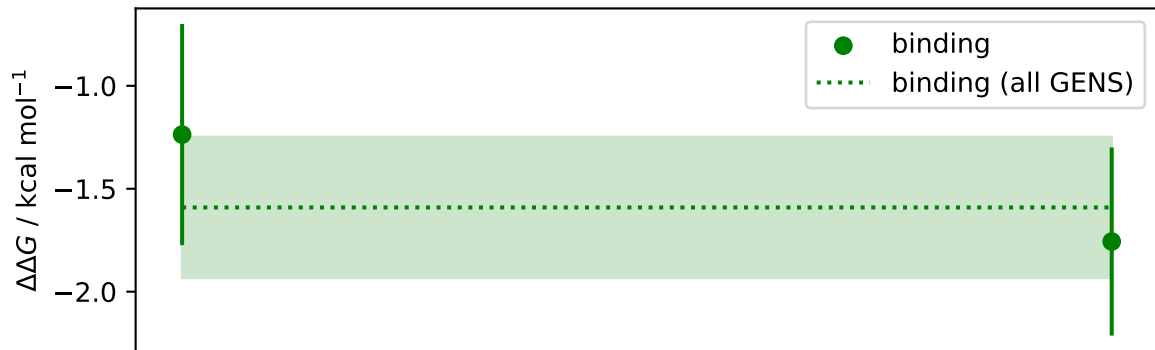 ΔΔG / kcal mol⁻¹
−1.0
−1.5
−2.0
binding
binding (all GENS)